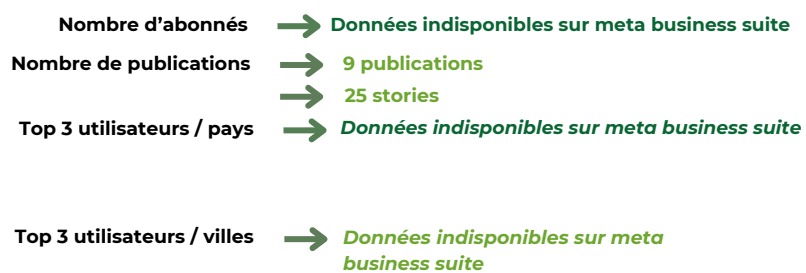 Nombre d’abonnés Données indisponibles sur meta business suite
Nombre de publications 9 publications
25 stories
Top 3 utilisateurs / pays Données indisponibles sur meta business suite
Top 3 utilisateurs / villes Données indisponibles sur meta
business suite